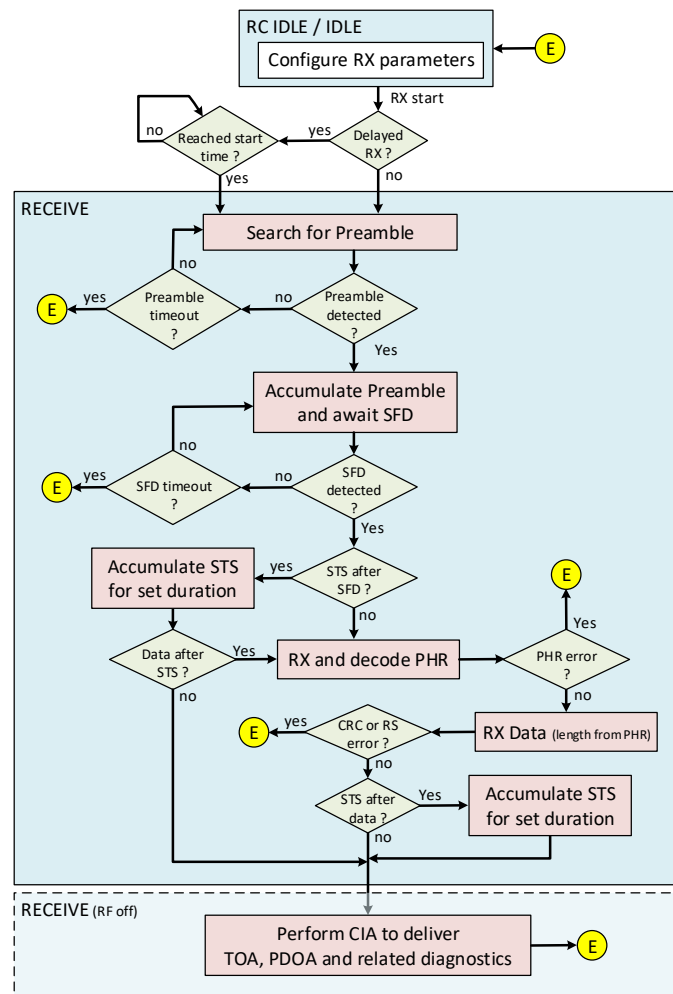 RC IDLE / IDLE
Configure RX parameters
E
RX start
no
Reached start
time ?
yes
Delayed
RX ?
yes
no
RECEIVE
Search for Preamble
no
E
yes
Preamble
timeout
?
no
Preamble
detected
?
Yes
Accumulate Preamble
and await SFD
no
E
yes
SFD timeout
?
no
SFD
detected
?
Yes
Accumulate STS
for set duration
yes
STS after
SFD ?
no
E
Yes
Data after
STS ?
Yes
RX and decode PHR
PHR error
?
no
no
E
yes
CRC or RS
error ?
RX Data (length from PHR)
no
STS after
data ?
Yes
Accumulate STS
for set duration
no
RECEIVE (RF off)
Perform CIA to deliver
TOA, PDOA and related diagnostics
E